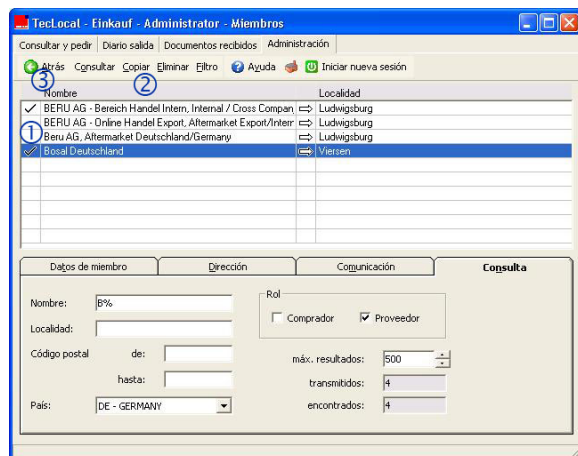 TecLocal - Einkauf - Administrator - Miembros
Consultar y pedir Diario salida Documentos recibidos Administración
Atrás Consultar Copiar Eliminar Filtro Ayuda Iniciar nueva sesión
3 2
Nombre Localidad
BERU AG - Bereich Handel Intern, Internal / Cross Compan Ludwigsburg
BERU AG - Online Handel Export, Aftermarket Export/Interr Ludwigsburg
1 Beru AG, Aftermarket Deutschland/Germany Ludwigsburg
Bosal Deutschland Viersen
Datos de miembro Dirección Comunicación Consulta
Nombre: B%
Localidad:
Código postal de:
hasta:
País: DE - GERMANY
Rol
Comprador Proveedor
máx. resultados: 500
transmitidos: 4
encontrados: 4